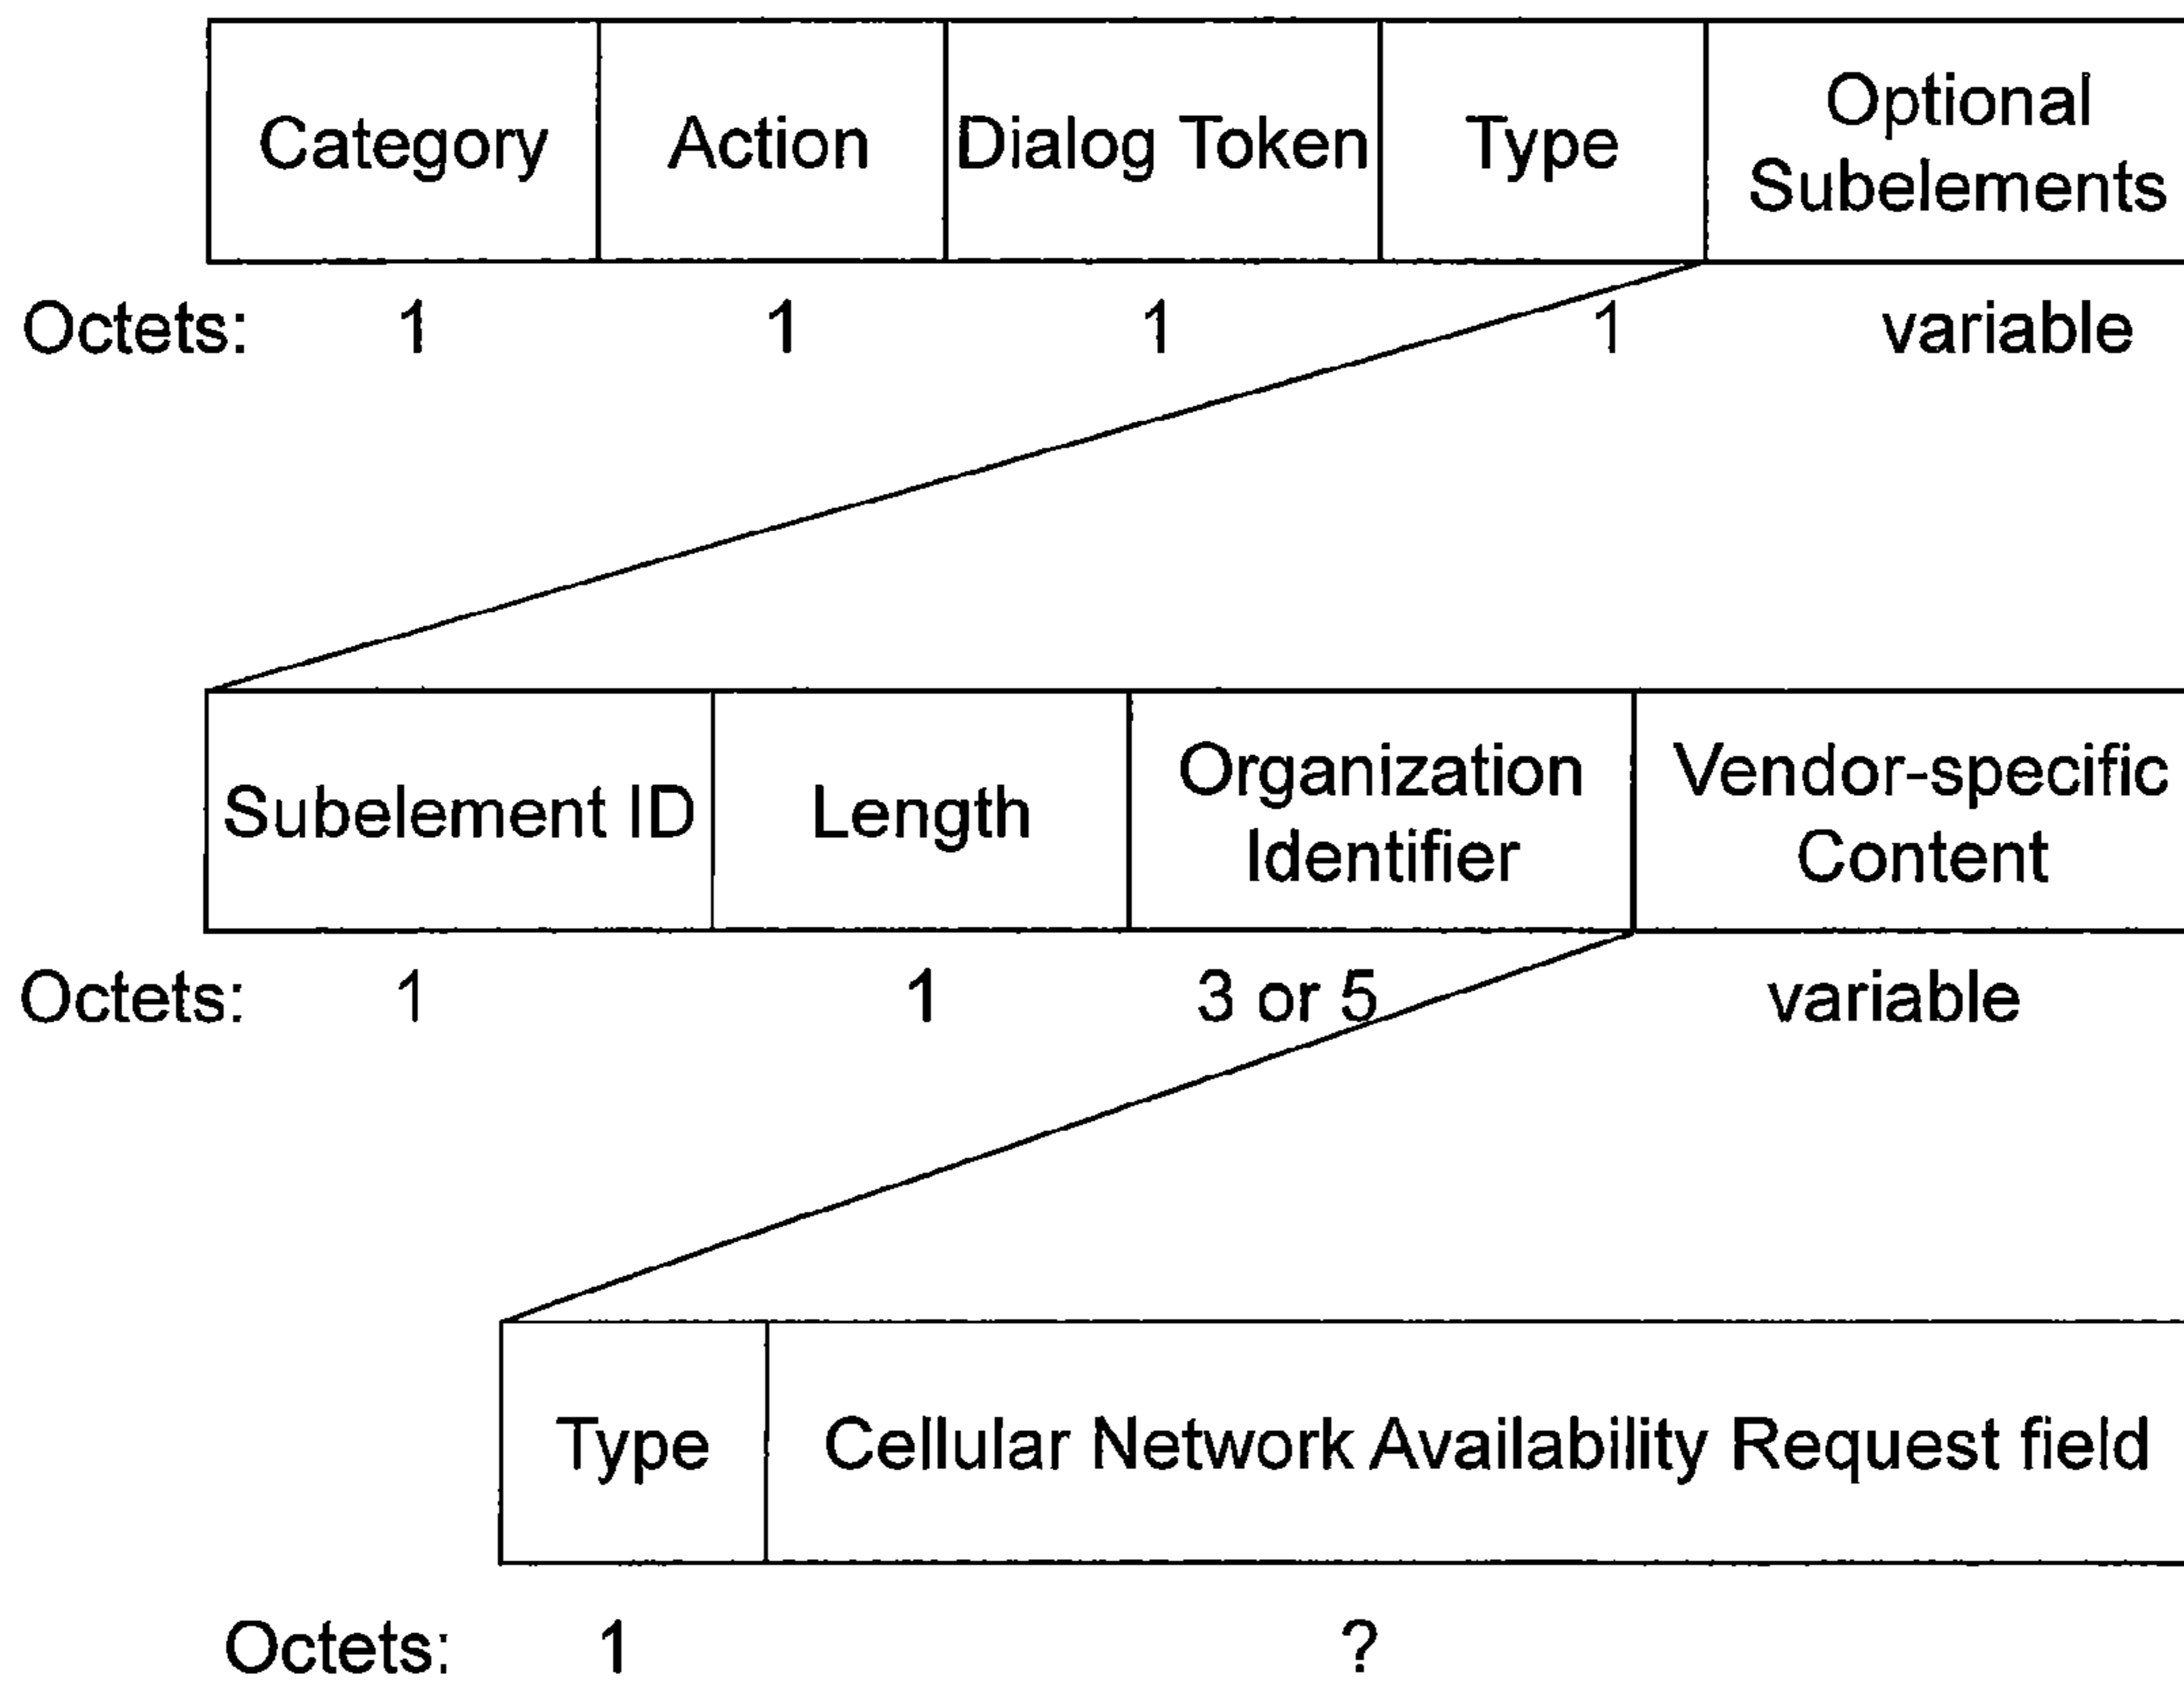 Category Action Dialog Token Type Optional Subelements
Octets: 1 1 1 1 variable
Subelement ID Length Organization Identifier Vendor-specific Content
Octets: 1 1 3 or 5 variable
Type Cellular Network Availability Request field
Octets: 1 ?